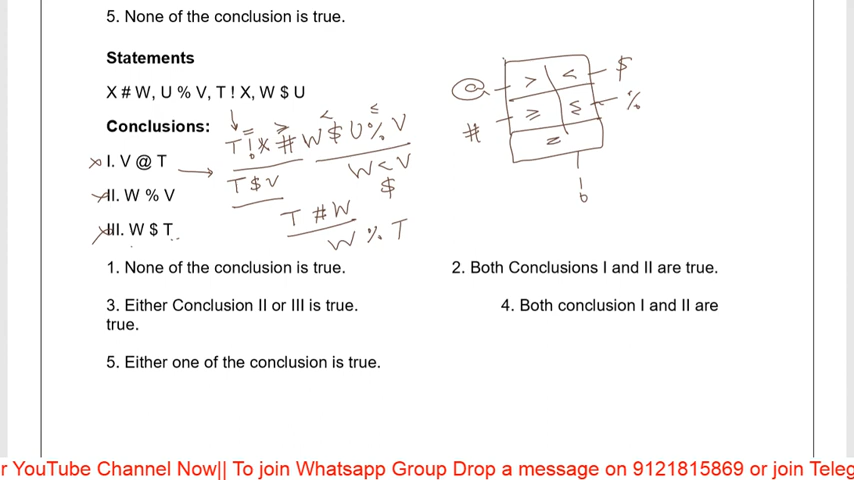 5. None of the conclusion is true.
Statements
X # W, U % V, T ! X, W $ U
Conclusions:
I. V @ T
II. W % V
III. W $ T
= ≥ < ≤
T ! X # W $ U % V
T $ V
W < V
$
T # W
W % T
@ > < $
# ≥ ≤ %
=
!
1. None of the conclusion is true.
2. Both Conclusions I and II are true.
3. Either Conclusion II or III is true.
4. Both conclusion I and II are
true.
5. Either one of the conclusion is true.
r YouTube Channel Now|| To join Whatsapp Group Drop a message on 9121815869 or join Teleg